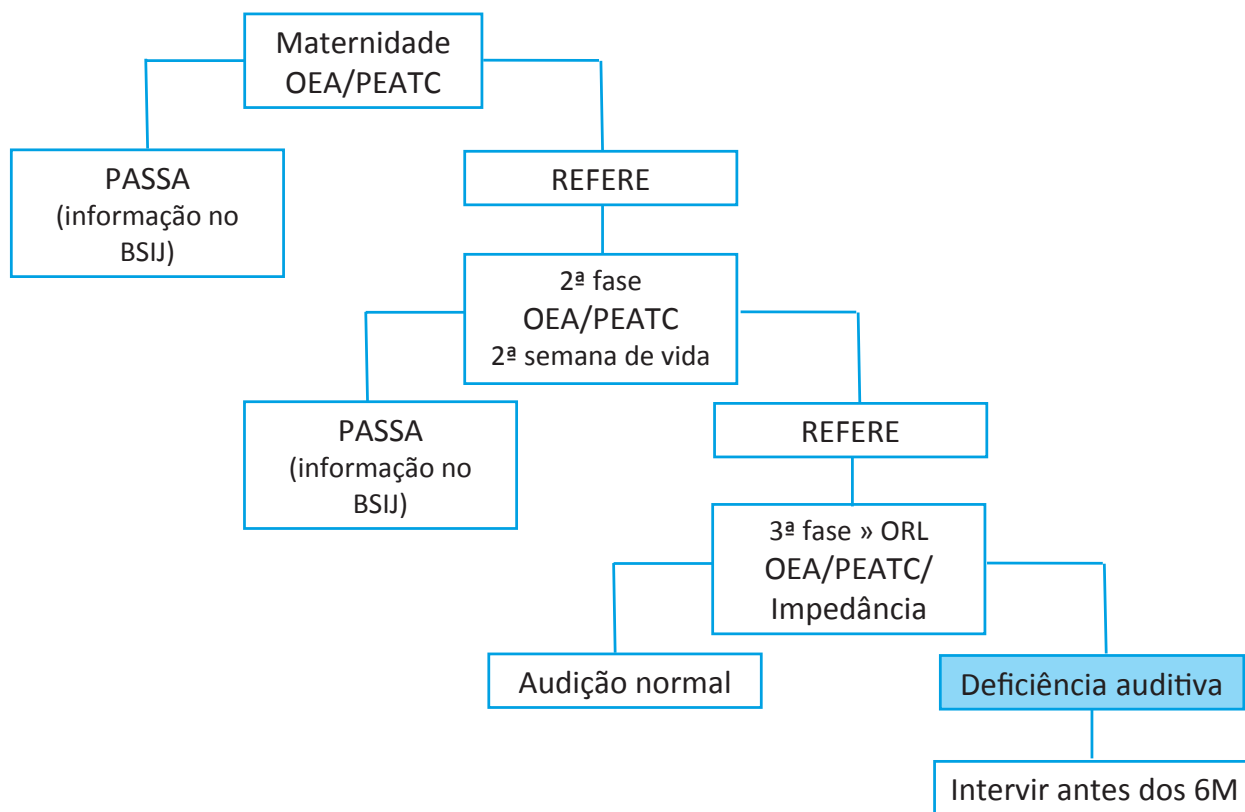 Maternidade
OEA/PEATC
PASSA
(informação no
BSIJ)
REFERE
2ª fase
OEA/PEATC
2ª semana de vida
PASSA
(informação no
BSIJ)
REFERE
3ª fase » ORL
OEA/PEATC/
Impedância
Audição normal
Deficiência auditiva
Intervir antes dos 6M